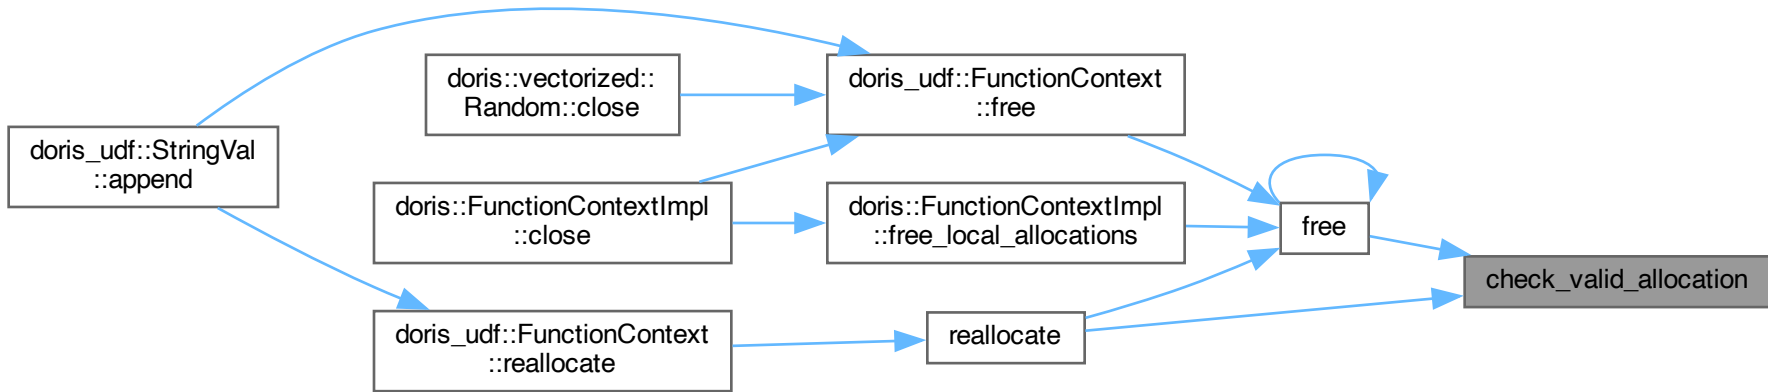 doris_udf::StringVal
::append
doris::vectorized::
Random::close
doris::FunctionContextImpl
::close
doris_udf::FunctionContext
::reallocate
doris_udf::FunctionContext
::free
doris::FunctionContextImpl
::free_local_allocations
reallocate
free
check_valid_allocation